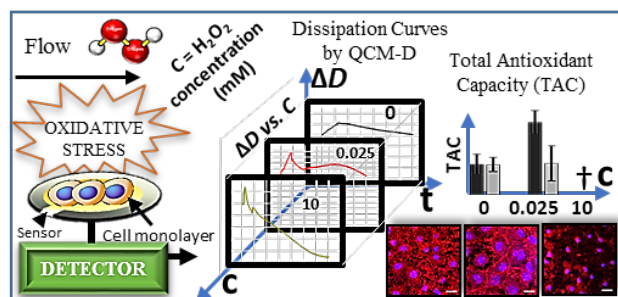 Flow
C = H₂O₂
concentration
(mM)
OXIDATIVE
STRESS
Sensor
Cell monolayer
DETECTOR
Dissipation Curves
by QCM-D
ΔD
ΔD vs. C
0
0.025
10
t
C
Total Antioxidant
Capacity (TAC)
TAC
† C
0 0.025 10